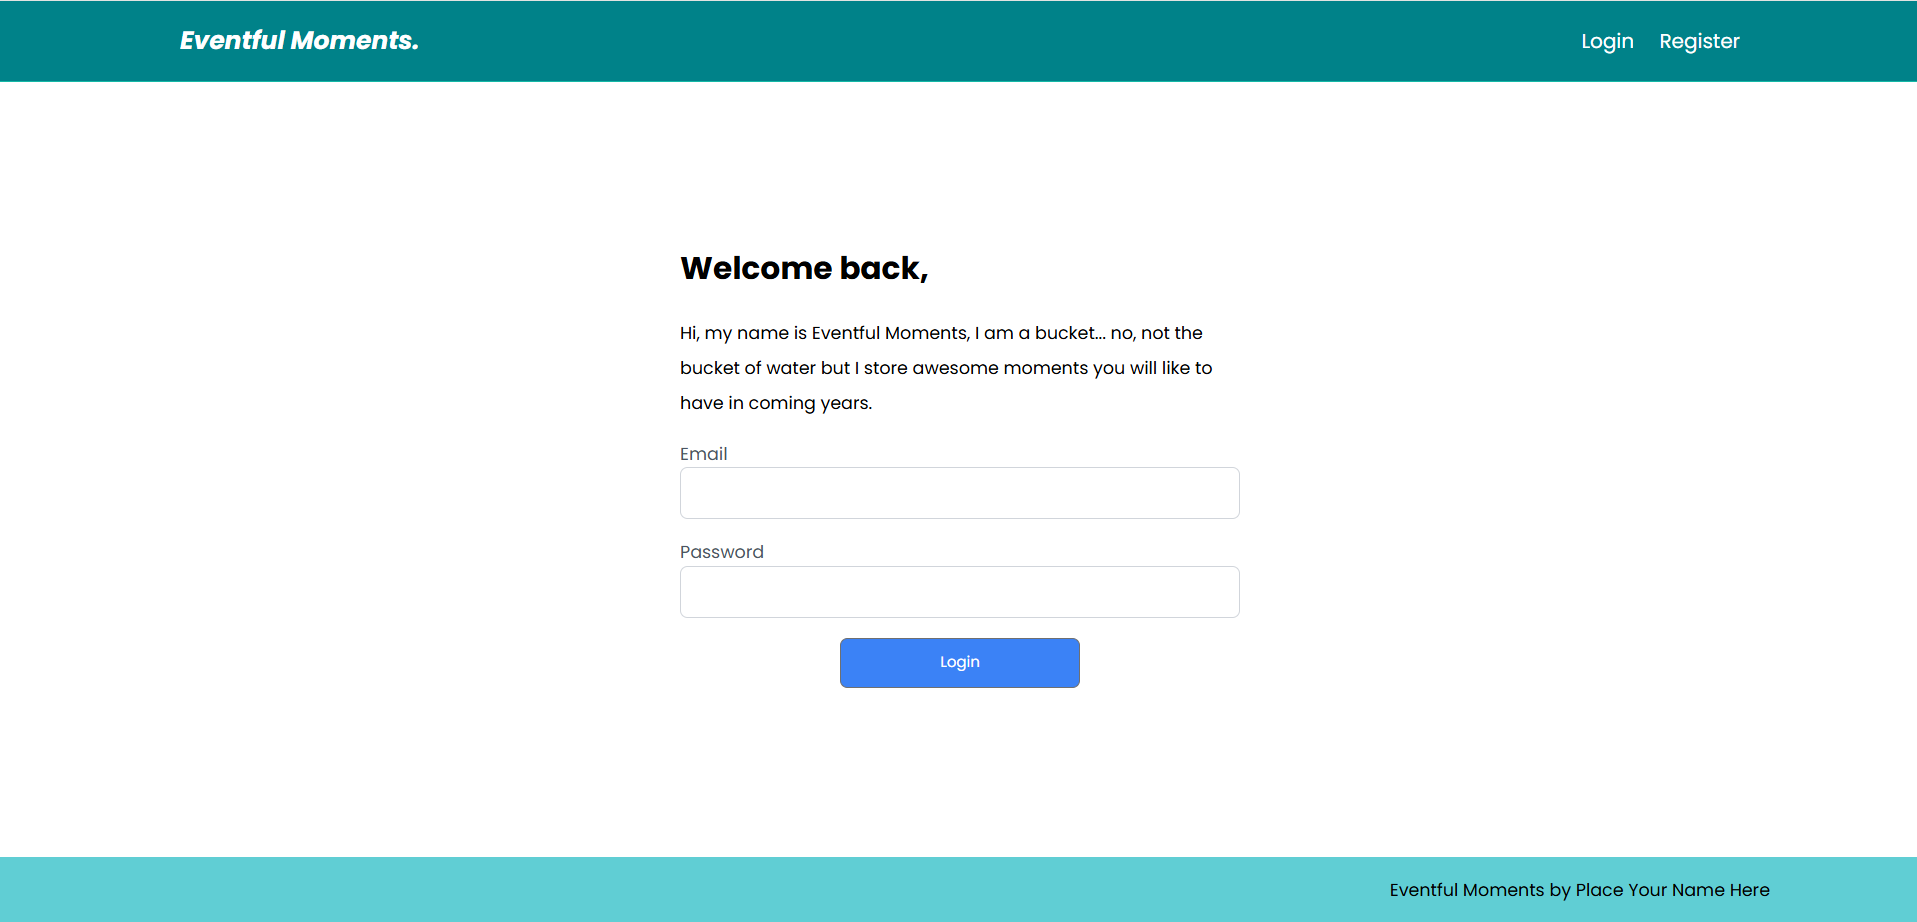 Eventful Moments.
Login
Register
Welcome back,
Hi, my name is Eventful Moments, I am a bucket... no, not the
bucket of water but I store awesome moments you will like to
have in coming years.
Email
Password
Login
Eventful Moments by Place Your Name Here